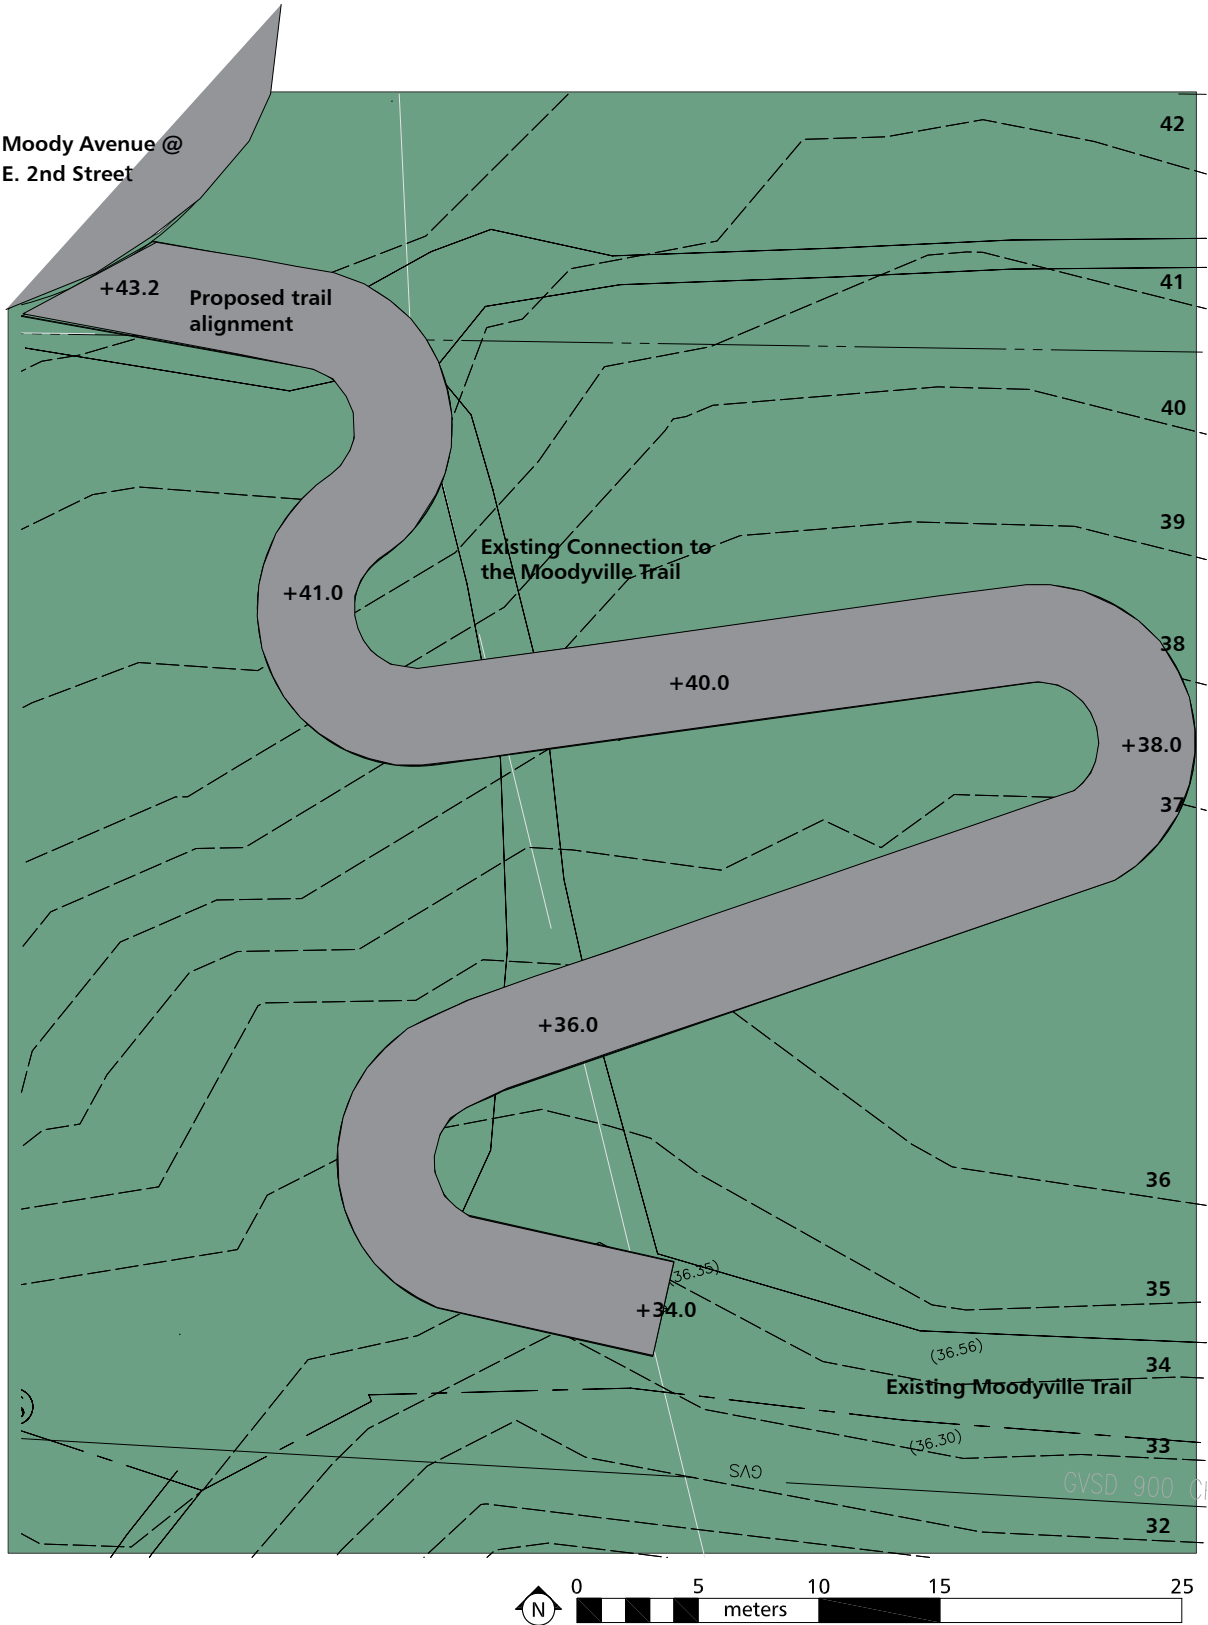 42
Moody Avenue @
E. 2nd Street
41
+43.2
Proposed trail
alignment
40
39
Existing Connection to
the Moodyville Trail
+41.0
38
+40.0
+38.0
37
+36.0
36
(36.35)
35
+34.0
(36.56)
34
Existing Moodyville Trail
(36.30)
33
GVS
GVSD 900
32
0 5 10 15 25
N
meters